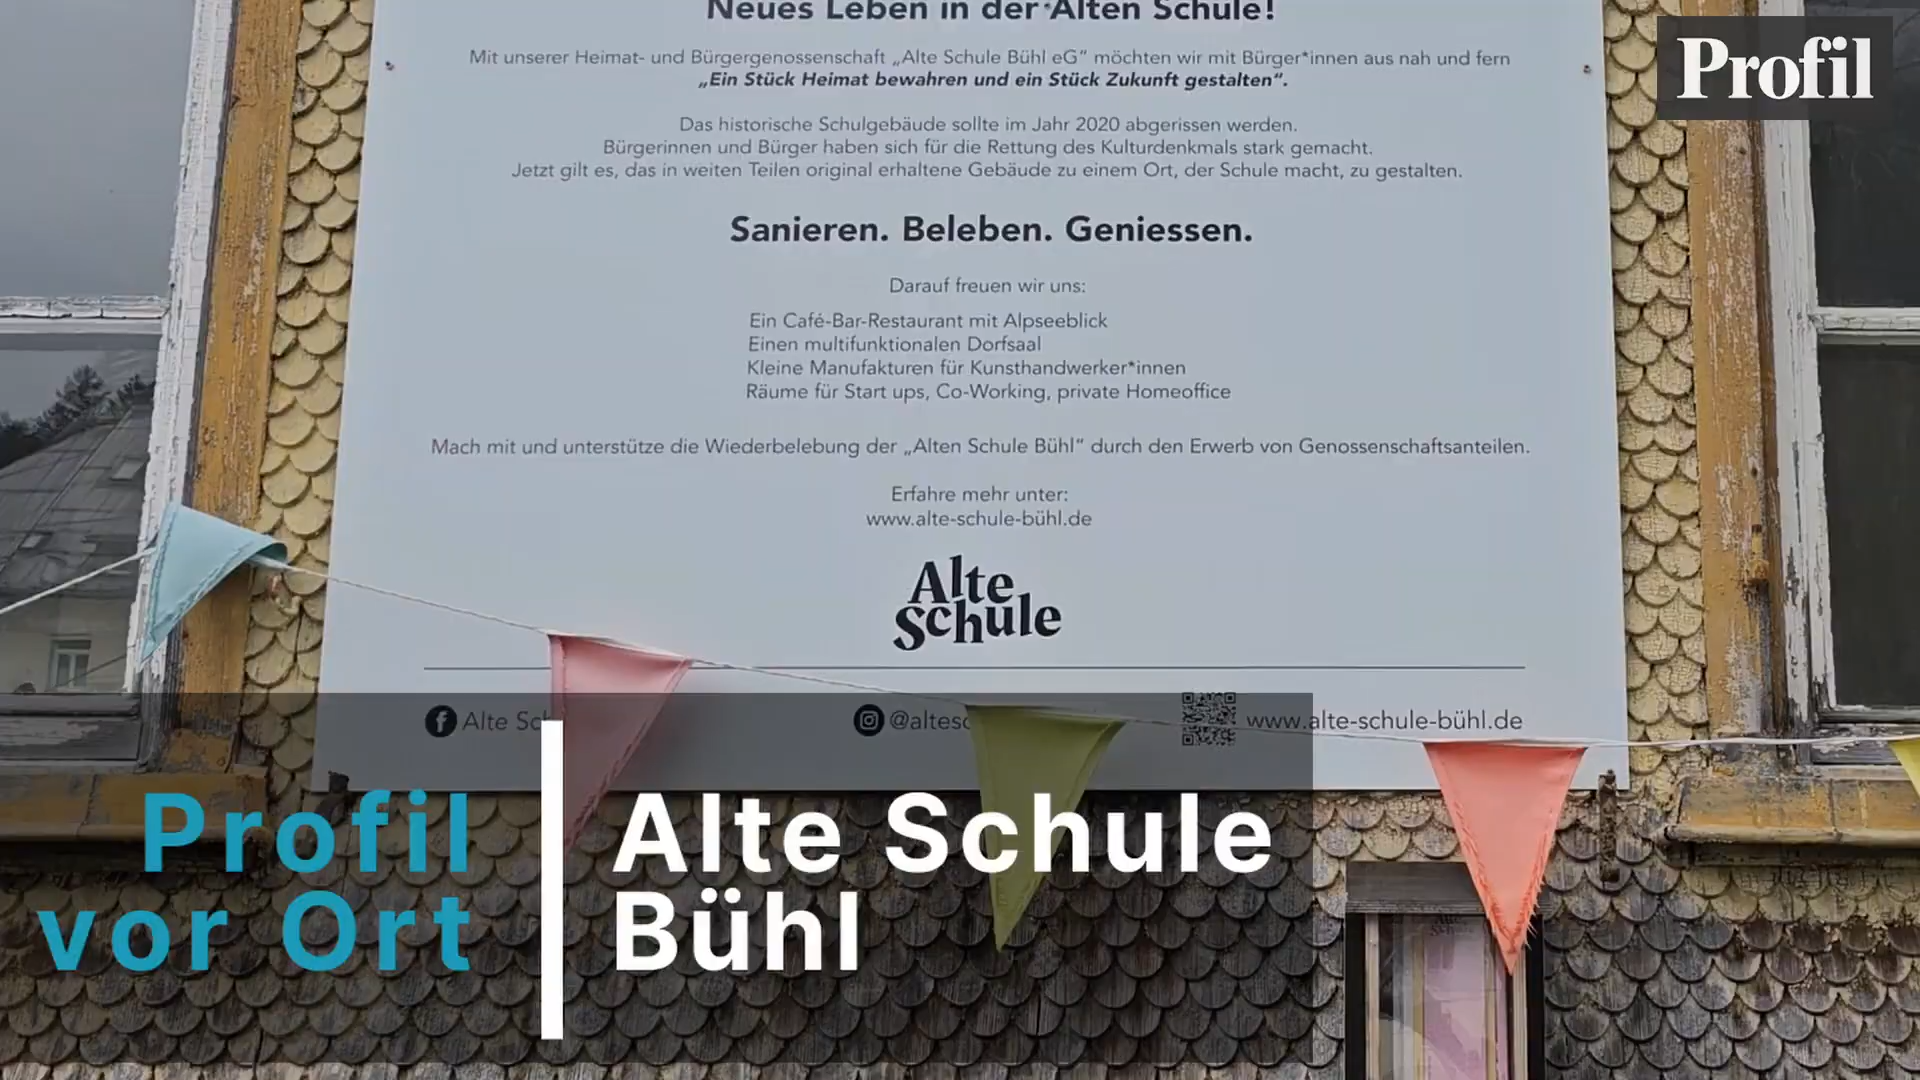 Neues Leben in der Alten Schule!
Profil
Mit unserer Heimat- und Bürgergenossenschaft „Alte Schule Bühl eG“ möchten wir mit Bürger*innen aus nah und fern
„Ein Stück Heimat bewahren und ein Stück Zukunft gestalten“.
Das historische Schulgebäude sollte im Jahr 2020 abgerissen werden.
Bürgerinnen und Bürger haben sich für die Rettung des Kulturdenkmals stark gemacht.
Jetzt gilt es, das in weiten Teilen original erhaltene Gebäude zu einem Ort, der Schule macht, zu gestalten.
Sanieren. Beleben. Geniessen.
Darauf freuen wir uns:
Ein Café-Bar-Restaurant mit Alpseeblick
Einen multifunktionalen Dorfsaal
Kleine Manufakturen für Kunsthandwerker*innen
Räume für Start ups, Co-Working, private Homeoffice
Mach mit und unterstütze die Wiederbelebung der „Alten Schule Bühl“ durch den Erwerb von Genossenschaftsanteilen.
Erfahre mehr unter:
www.alte-schule-bühl.de
Alte
Schule
Alte Sc
@altesc
www.alte-schule-bühl.de
Profil
vor Ort
Alte Schule
Bühl